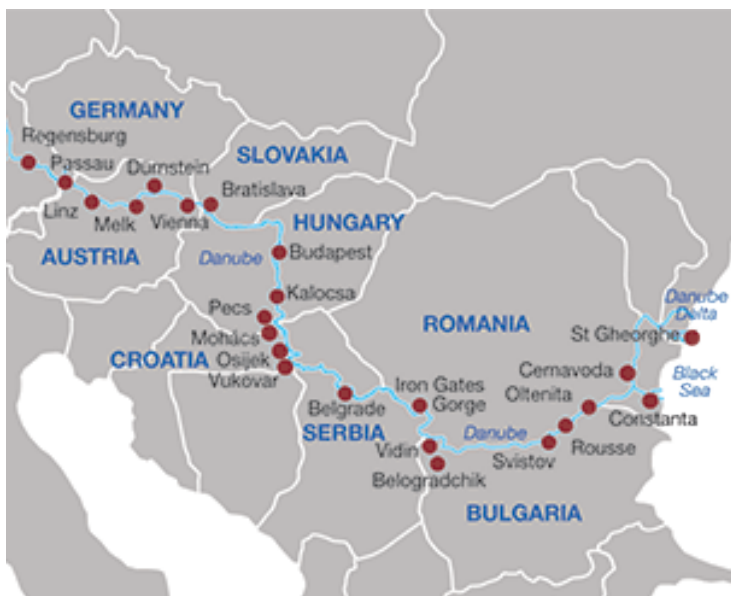 GERMANY
Regensburg
Passau
Durnstein
SLOVAKIA
Linz
Melk
Vienna
Bratislava
HUNGARY
AUSTRIA
Danube
Budapest
Kalocsa
Pecs
Mohács
CROATIA
Osijek
Vukovar
ROMANIA
Danube
Delta
St Gheorghe
Cernavoda
Black
Sea
Iron Gates
Gorge
Oltenita
Belgrade
Constanta
SERBIA
Danube
Rousse
Vidin
Svistov
Belogradchik
BULGARIA